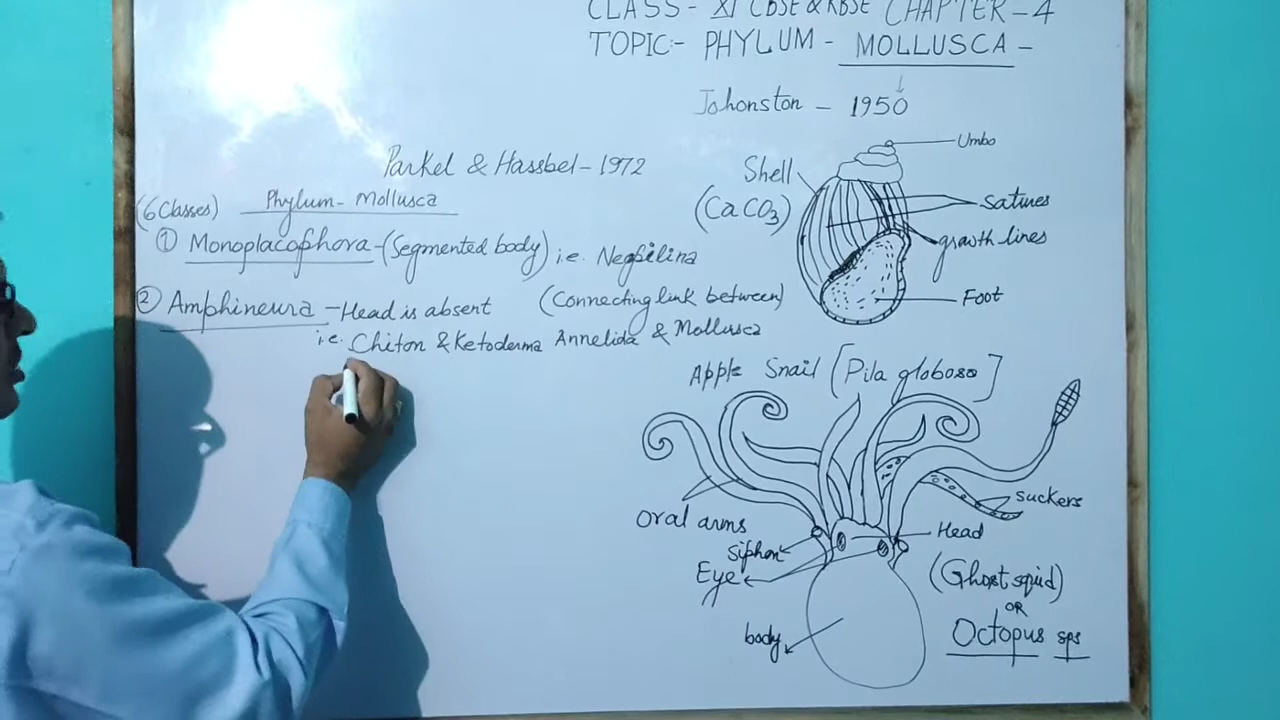 CLASS - XI CBSE & RBSE CHAPTER - 4
TOPIC:- PHYLUM - MOLLUSCA -
Johonston - 1950
Parkel & Hassbel - 1972
(6 Classes) Phylum - Mollusca
① Monoplacophora - (Segmented body) i.e. Negpilina
② Amphineura - Head is absent (Connecting link between)
i.e. Chiton & Ketoderma Annelida & Mollusca
Umbo
Shell
(CaCO3)
Satures
growth lines
Foot
Apple Snail [Pila globosa]
Oral arms
suckers
Siphon
Head
Eye
(Ghost squid)
OR
Octopus sps
body